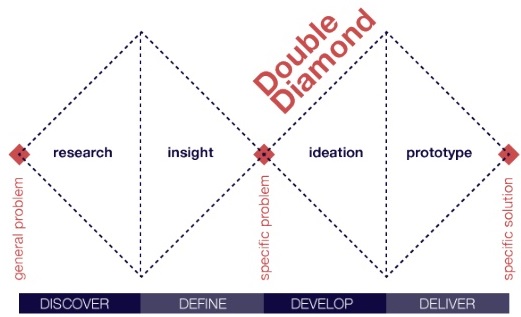 Double
Diamond
research
insight
ideation
prototype
general problem
specific problem
specific solution
DISCOVER
DEFINE
DEVELOP
DELIVER